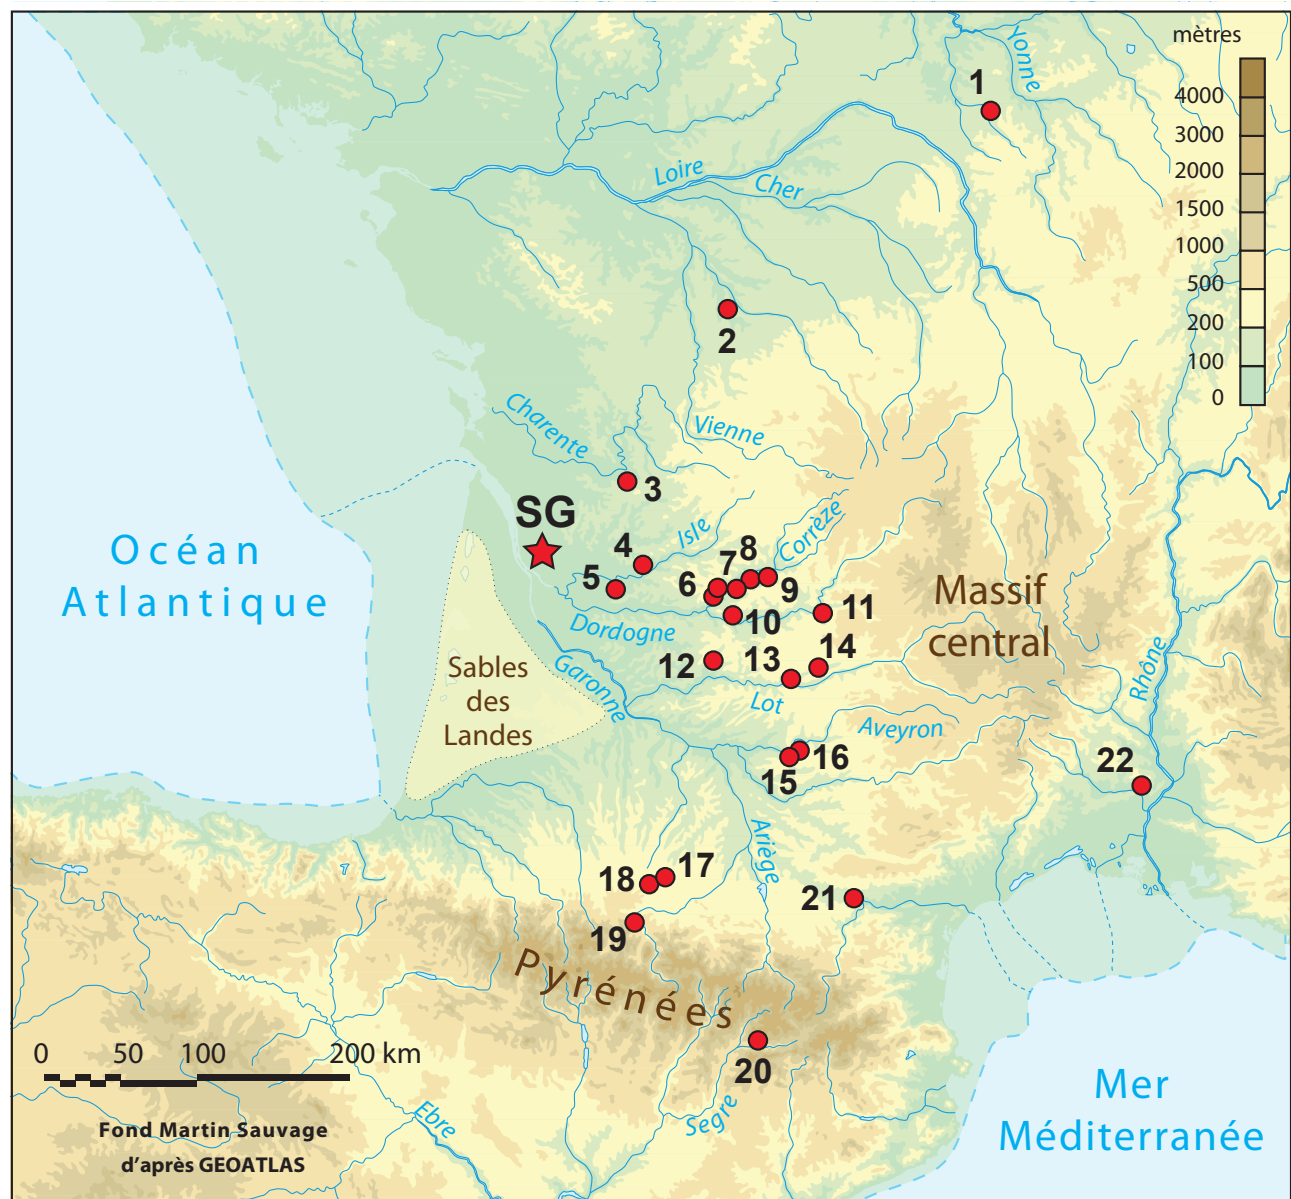 mètres
4000
3000
2000
1500
1000
500
200
100
0
Yonne
1
Loire
Cher
2
Charente
Vienne
3
SG
Isle
Corrèze
4
5
6
7
8
9
10
11
Océan
Atlantique
Massif
central
Dordogne
12
13
14
Sables
des
Landes
Garonne
Lot
Aveyron
Rhône
15
16
22
Ariège
17
18
19
21
Pyrénées
20
Segre
Ebre
0 50 100 200 km
Fond Martin Sauvage
d'après GEOATLAS
Mer
Méditerranée